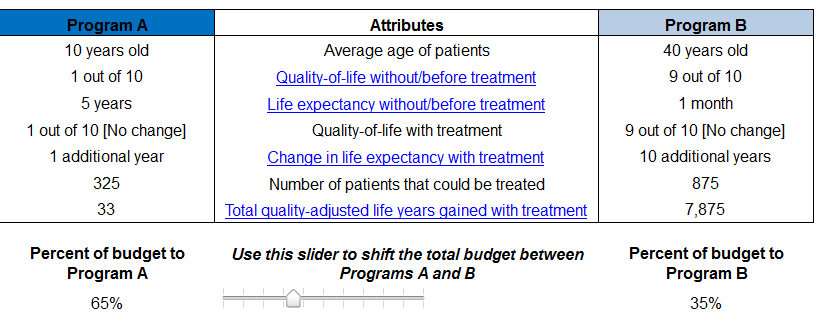 Program A Attributes Program B
10 years old Average age of patients 40 years old
1 out of 10 Quality-of-life without/before treatment 9 out of 10
5 years Life expectancy without/before treatment 1 month
1 out of 10 [No change] Quality-of-life with treatment 9 out of 10 [No change]
1 additional year Change in life expectancy with treatment 10 additional years
325 Number of patients that could be treated 875
33 Total quality-adjusted life years gained with treatment 7,875
Percent of budget to
Program A
65%
Use this slider to shift the total budget between
Programs A and B
Percent of budget to
Program B
35%